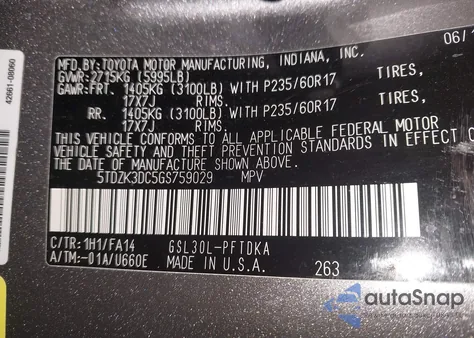 MFD.BY:TOYOTA MOTOR MANUFACTURING, INDIANA, INC. 06/1
GVWR: 2715KG (5995LB)
GAWR:FRT. 1405KG (3100LB) WITH P235/60R17 TIRES,
17X7J RIMS.
RR. 1405KG (3100LB) WITH P235/60R17 TIRES,
17X7J RIMS.
THIS VEHICLE CONFORMS TO ALL APPLICABLE FEDERAL MOTOR
VEHICLE SAFETY AND THEFT PREVENTION STANDARDS IN EFFECT O
THE DATE OF MANUFACTURE SHOWN ABOVE.
5TDZK3DC5GS759029 MPV
C/TR: 1H1/FA14 GSL30L-PFTDKA
A/TM:-01A/U660E MADE IN U.S.A. 263
42661-08060
autoSnap